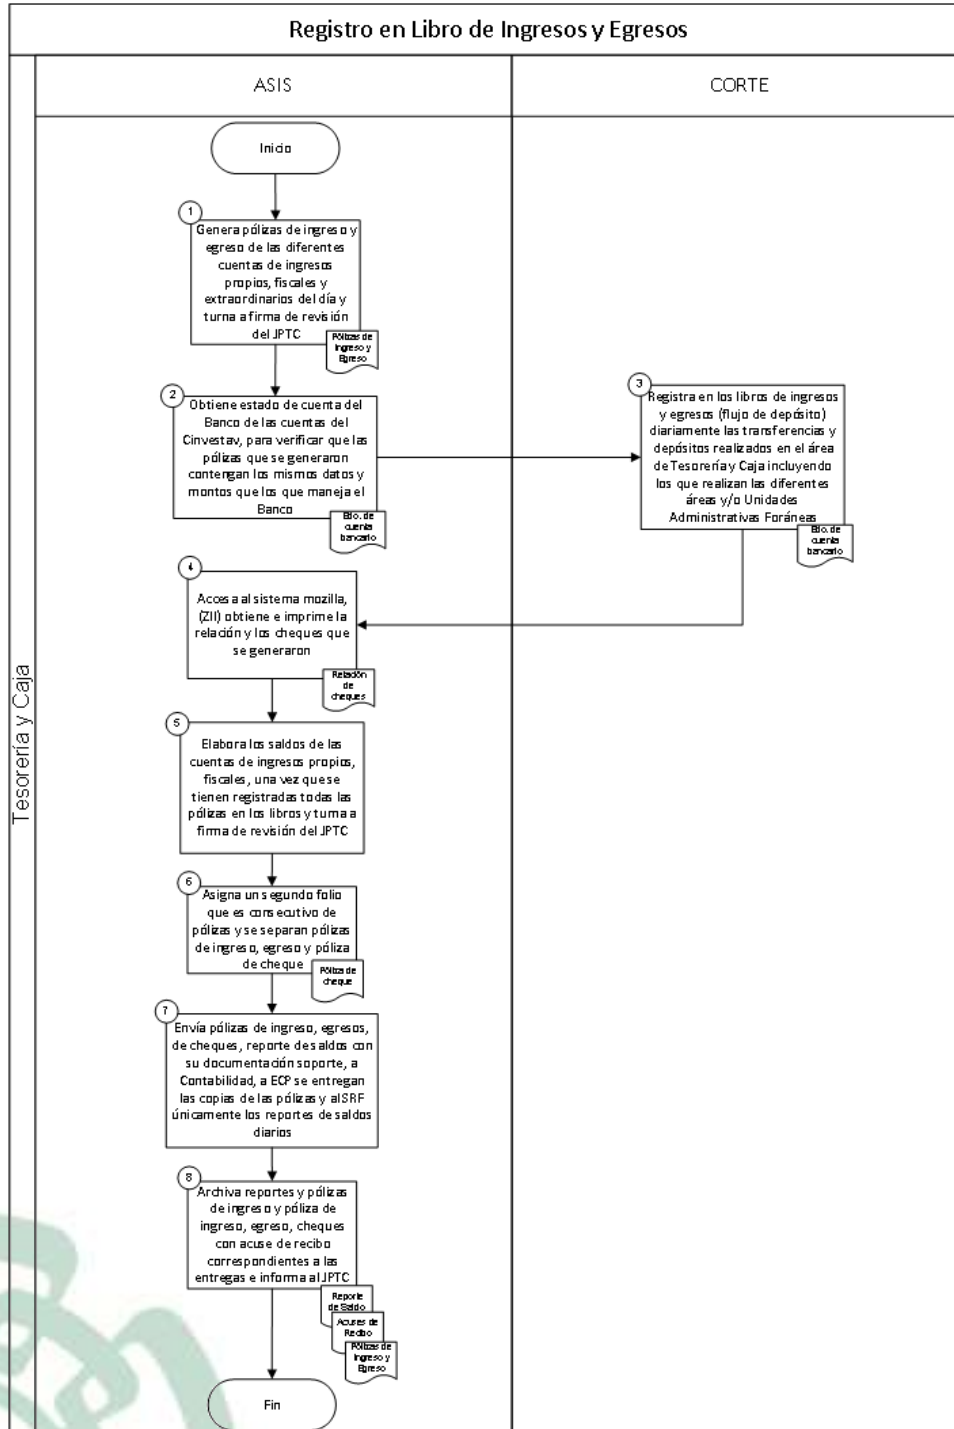 Registro en Libro de Ingresos y Egresos
Tesorería y Caja
ASIS
CORTE
Inicio
1
Genera pólizas de ingreso y
egreso de las diferentes
cuentas de ingresos
propios, fiscales y
extraordinarios del día y
turna a firma de revisión
del JPTC
Pólizas de
Ingreso y
Egreso
2
Obtiene estado de cuenta del
Banco de las cuentas del
Cinvestav, para verificar que las
pólizas que se generaron
contengan los mismos datos y
montos que los que maneja el
Banco
Edo. de
cuenta
bancario
3
Registra en los libros de ingresos
y egresos (flujo de depósito)
diariamente las transferencias y
depósitos realizados en el área
de Tesorería y Caja incluyendo
los que realizan las diferentes
áreas y/o Unidades
Administrativas Foráneas
Edo. de
cuenta
bancario
4
Accesa al sistema mozilla,
(ZII) obtiene e imprime la
relación y los cheques que
se generaron
Relación
de
cheques
5
Elabora los saldos de las
cuentas de ingresos propios,
fiscales, una vez que se
tienen registradas todas las
pólizas en los libros y turna a
firma de revisión del JPTC
6
Asigna un segundo folio
que es consecutivo de
pólizas y se separan pólizas
de ingreso, egreso y póliza
de cheque
Póliza de
cheque
7
Envía pólizas de ingreso, egresos,
de cheques, reporte de saldos con
su documentación soporte, a
Contabilidad, a ECP se entregan
las copias de las pólizas y al SRF
únicamente los reportes de saldos
diarios
8
Archiva reportes y pólizas
de ingreso y póliza de
ingreso, egreso, cheques
con acuse de recibo
correspondientes a las
entregas e informa al JPTC
Reporte
de Saldo
Acuses de
Recibo
Pólizas de
Ingreso y
Egreso
Fin